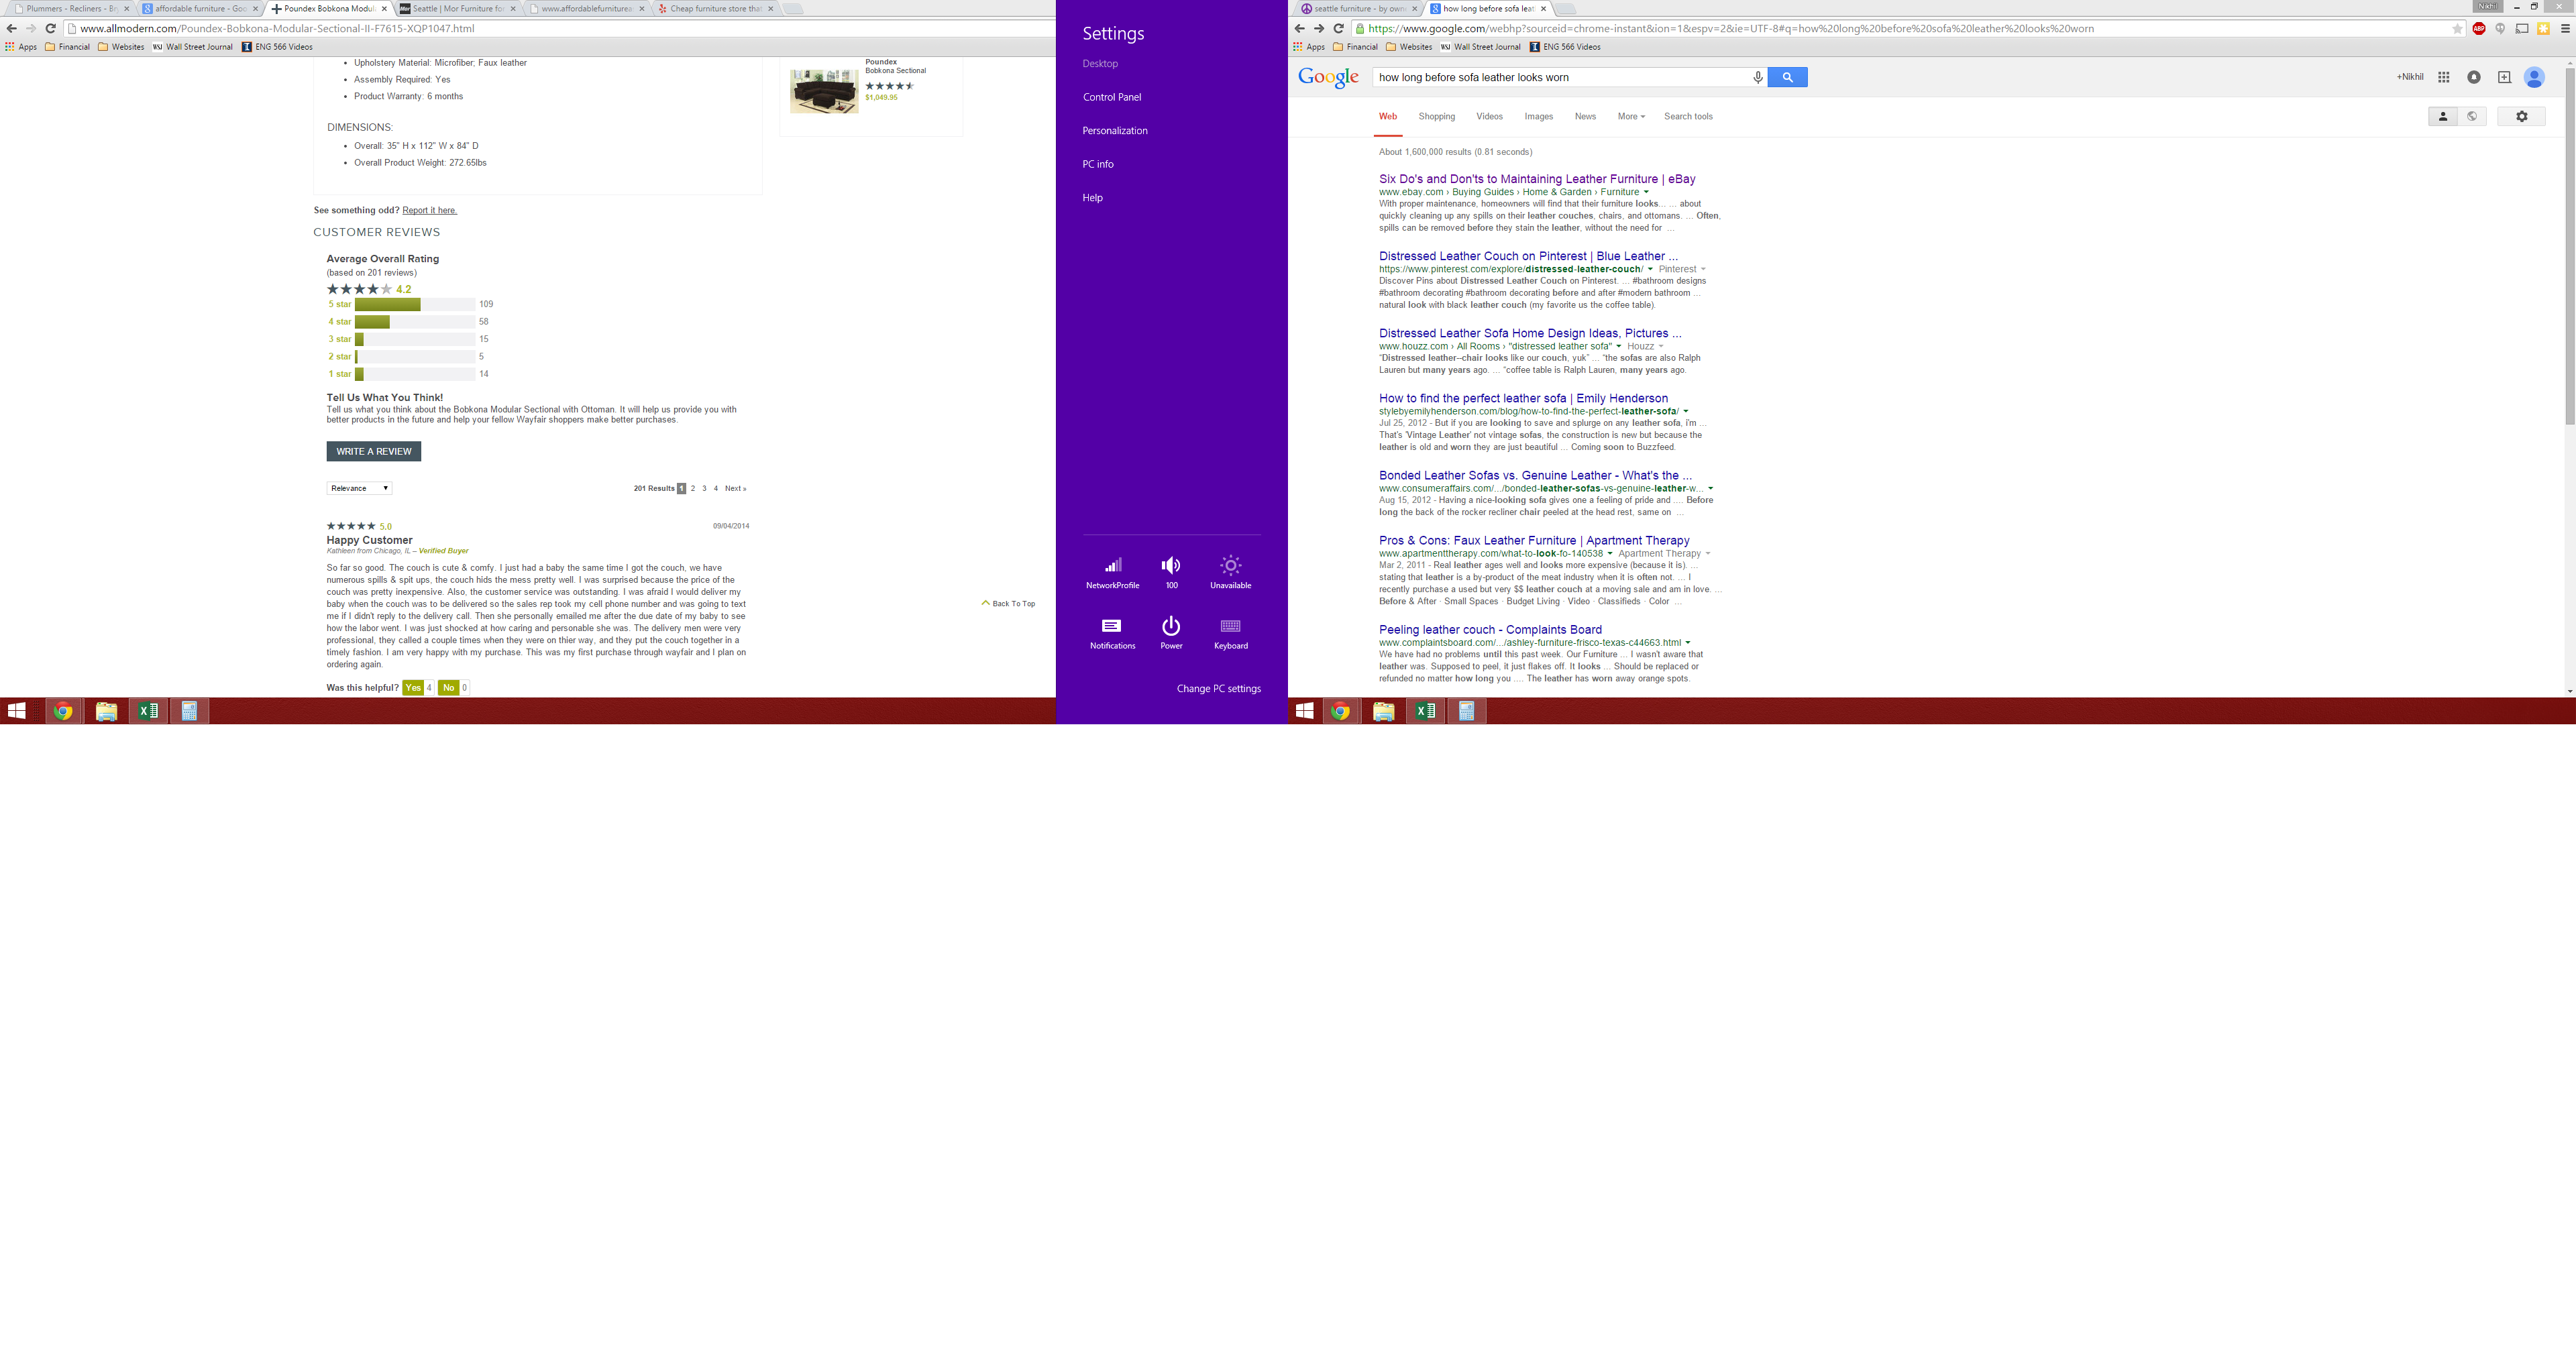 Plummers - Recliners - Br
affordable furniture - Goo
Poundex Bobkona Modul
Seattle | Mor Furniture for
www.affordablefurniturea
Cheap furniture store that
www.allmodern.com/Poundex-Bobkona-Modular-Sectional-II-F7615-XQP1047.html
Apps Financial Websites WSJ Wall Street Journal I ENG 566 Videos
• Upholstery Material: Microfiber; Faux leather
• Assembly Required: Yes
• Product Warranty: 6 months
DIMENSIONS:
• Overall: 35" H x 112" W x 84" D
• Overall Product Weight: 272.65lbs
Poundex
Bobkona Sectional
$1,049.95
See something odd? Report it here.
CUSTOMER REVIEWS
Average Overall Rating
(based on 201 reviews)
4.2
5 star 109
4 star 58
3 star 15
2 star 5
1 star 14
Tell Us What You Think!
Tell us what you think about the Bobkona Modular Sectional with Ottoman. It will help us provide you with
better products in the future and help your fellow Wayfair shoppers make better purchases.
WRITE A REVIEW
Relevance
201 Results 1 2 3 4 Next »
5.0
09/04/2014
Happy Customer
Kathleen from Chicago, IL – Verified Buyer
So far so good. The couch is cute & comfy. I just had a baby the same time I got the couch, we have
numerous spills & spit ups, the couch hids the mess pretty well. I was surprised because the price of the
couch was pretty inexpensive. Also, the customer service was outstanding. I was afraid I would deliver my
baby when the couch was to be delivered so the sales rep took my cell phone number and was going to text
me if I didn't reply to the delivery call. Then she personally emailed me after the due date of my baby to see
how the labor went. I was just shocked at how caring and personable she was. The delivery men were very
professional, they called a couple times when they were on thier way, and they put the couch together in a
timely fashion. I am very happy with my purchase. This was my first purchase through wayfair and I plan on
ordering again.
Was this helpful? Yes 4 No 0
Back To Top
Settings
Desktop
Control Panel
Personalization
PC info
Help
NetworkProfile 100 Unavailable
Notifications Power Keyboard
Change PC settings
seattle furniture - by own
how long before sofa leat
Nikhil
https://www.google.com/webhp?sourceid=chrome-instant&ion=1&espv=2&ie=UTF-8#q=how%20long%20before%20sofa%20leather%20looks%20worn
ABP
Apps Financial Websites WSJ Wall Street Journal I ENG 566 Videos
Google
how long before sofa leather looks worn
+Nikhil
Web Shopping Videos Images News More Search tools
About 1,600,000 results (0.81 seconds)
Six Do's and Don'ts to Maintaining Leather Furniture | eBay
www.ebay.com › Buying Guides › Home & Garden › Furniture
With proper maintenance, homeowners will find that their furniture looks... ... about
quickly cleaning up any spills on their leather couches, chairs, and ottomans. ... Often,
spills can be removed before they stain the leather, without the need for ...
Distressed Leather Couch on Pinterest | Blue Leather ...
https://www.pinterest.com/explore/distressed-leather-couch/ Pinterest
Discover Pins about Distressed Leather Couch on Pinterest. ... #bathroom designs
#bathroom decorating #bathroom decorating before and after #modern bathroom ...
natural look with black leather couch (my favorite us the coffee table).
Distressed Leather Sofa Home Design Ideas, Pictures ...
www.houzz.com › All Rooms › "distressed leather sofa" Houzz
"Distressed leather--chair looks like our couch, yuk" ... "the sofas are also Ralph
Lauren but many years ago. ... "coffee table is Ralph Lauren, many years ago.
How to find the perfect leather sofa | Emily Henderson
stylebyemilyhenderson.com/blog/how-to-find-the-perfect-leather-sofa/
Jul 25, 2012 - But if you are looking to save and splurge on any leather sofa, I'm ...
That's 'Vintage Leather' not vintage sofas, the construction is new but because the
leather is old and worn they are just beautiful ... Coming soon to Buzzfeed.
Bonded Leather Sofas vs. Genuine Leather - What's the ...
www.consumeraffairs.com/.../bonded-leather-sofas-vs-genuine-leather-w...
Aug 15, 2012 - Having a nice-looking sofa gives one a feeling of pride and .... Before
long the back of the rocker recliner chair peeled at the head rest, same on ...
Pros & Cons: Faux Leather Furniture | Apartment Therapy
www.apartmenttherapy.com/what-to-look-fo-140538 Apartment Therapy
Mar 2, 2011 - Real leather ages well and looks more expensive (because it is). ...
stating that leather is a by-product of the meat industry when it is often not. ... I
recently purchase a used but very $$ leather couch at a moving sale and am in love. ...
Before & After · Small Spaces · Budget Living · Video · Classifieds · Color ...
Peeling leather couch - Complaints Board
www.complaintsboard.com/.../ashley-furniture-frisco-texas-c44663.html
We have had no problems until this past week. Our Furniture ... I wasn't aware that
leather was. Supposed to peel, it just flakes off. It looks ... Should be replaced or
refunded no matter how long you .... The leather has worn away orange spots.